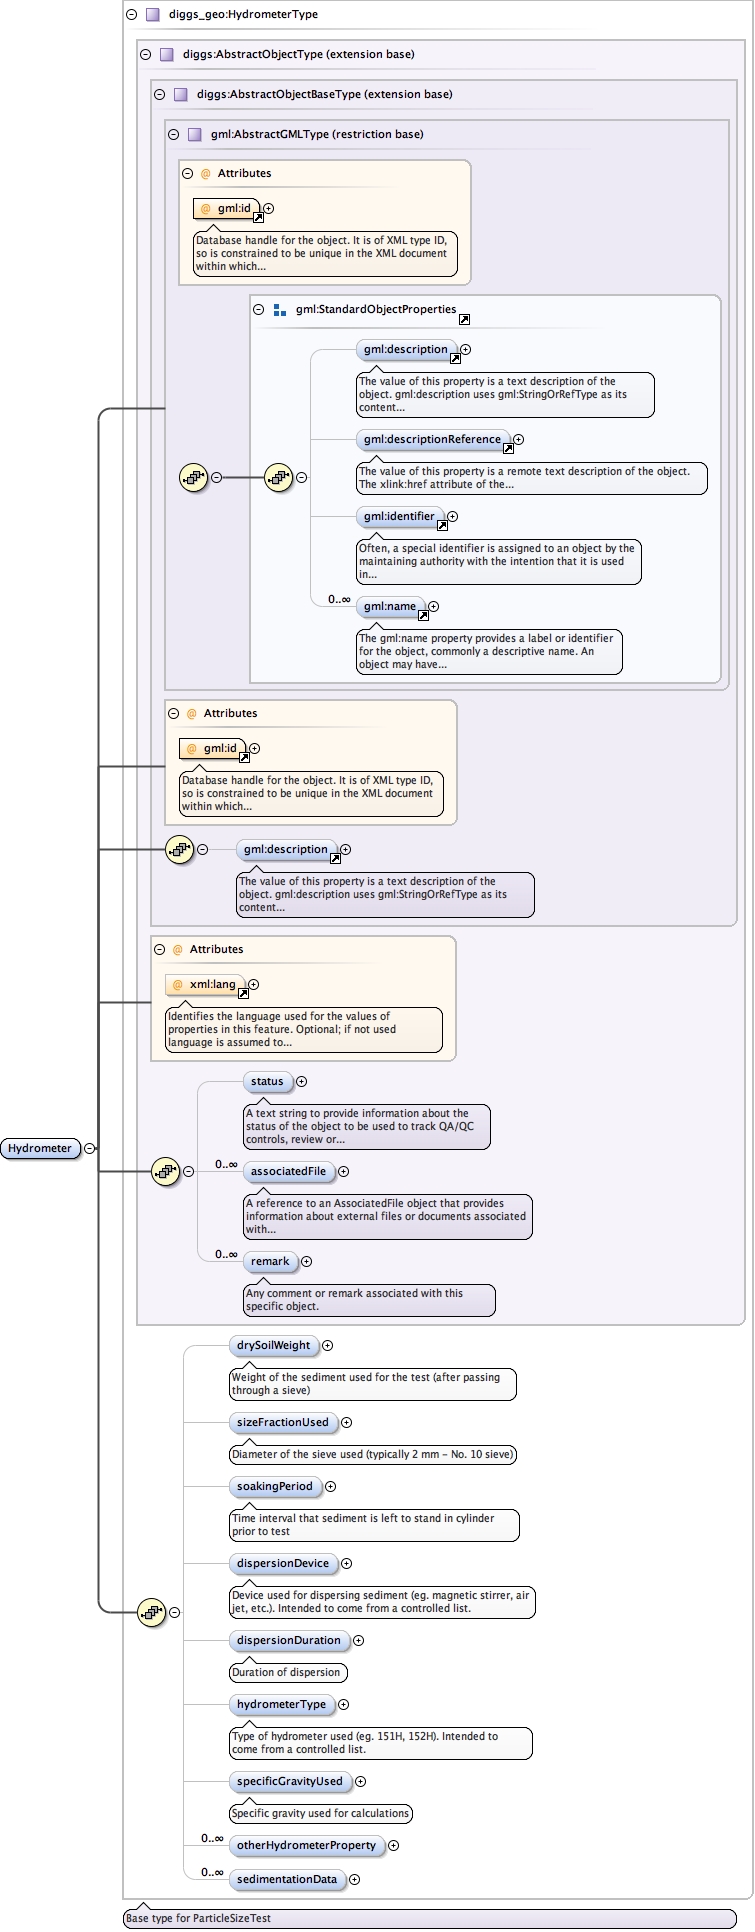 diggs_geo:HydrometerType
diggs:AbstractObjectType (extension base)
diggs:AbstractObjectBaseType (extension base)
gml:AbstractGMLType (restriction base)
@ Attributes
@ gml:id
Database handle for the object. It is of XML type ID,
so is constrained to be unique in the XML document
within which...
gml:StandardObjectProperties
gml:description
The value of this property is a text description of the
object. gml:description uses gml:StringOrRefType as its
content...
gml:descriptionReference
The value of this property is a remote text description of the object.
The xlink:href attribute of the...
gml:identifier
Often, a special identifier is assigned to an object by the
maintaining authority with the intention that it is used
in...
0..∞
gml:name
The gml:name property provides a label or identifier
for the object, commonly a descriptive name. An
object may have...
@ Attributes
@ gml:id
Database handle for the object. It is of XML type ID,
so is constrained to be unique in the XML document
within which...
gml:description
The value of this property is a text description of the
object. gml:description uses gml:StringOrRefType as its
content...
@ Attributes
@ xml:lang
Identifies the language used for the values of
properties in this feature. Optional; if not used
language is assumed to...
status
A text string to provide information about the
status of the object to be used to track QA/QC
controls, review or...
Hydrometer
0..∞
associatedFile
A reference to an AssociatedFile object that provides
information about external files or documents associated
with...
0..∞
remark
Any comment or remark associated with this
specific object.
drySoilWeight
Weight of the sediment used for the test (after passing
through a sieve)
sizeFractionUsed
Diameter of the sieve used (typically 2 mm – No. 10 sieve)
soakingPeriod
Time interval that sediment is left to stand in cylinder
prior to test
dispersionDevice
Device used for dispersing sediment (eg. magnetic stirrer, air
jet, etc.). Intended to come from a controlled list.
dispersionDuration
Duration of dispersion
hydrometerType
Type of hydrometer used (eg. 151H, 152H). Intended to
come from a controlled list.
specificGravityUsed
Specific gravity used for calculations
0..∞
otherHydrometerProperty
0..∞
sedimentationData
Base type for ParticleSizeTest